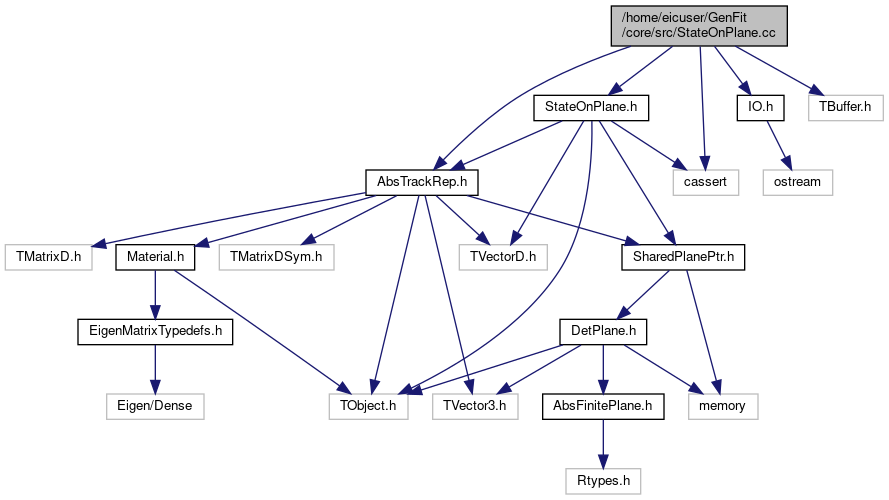 /home/eicuser/GenFit
/core/src/StateOnPlane.cc
StateOnPlane.h
IO.h
TBuffer.h
AbsTrackRep.h
cassert
ostream
TMatrixD.h
Material.h
TMatrixDSym.h
TVectorD.h
SharedPlanePtr.h
EigenMatrixTypedefs.h
DetPlane.h
Eigen/Dense
TObject.h
TVector3.h
AbsFinitePlane.h
memory
Rtypes.h